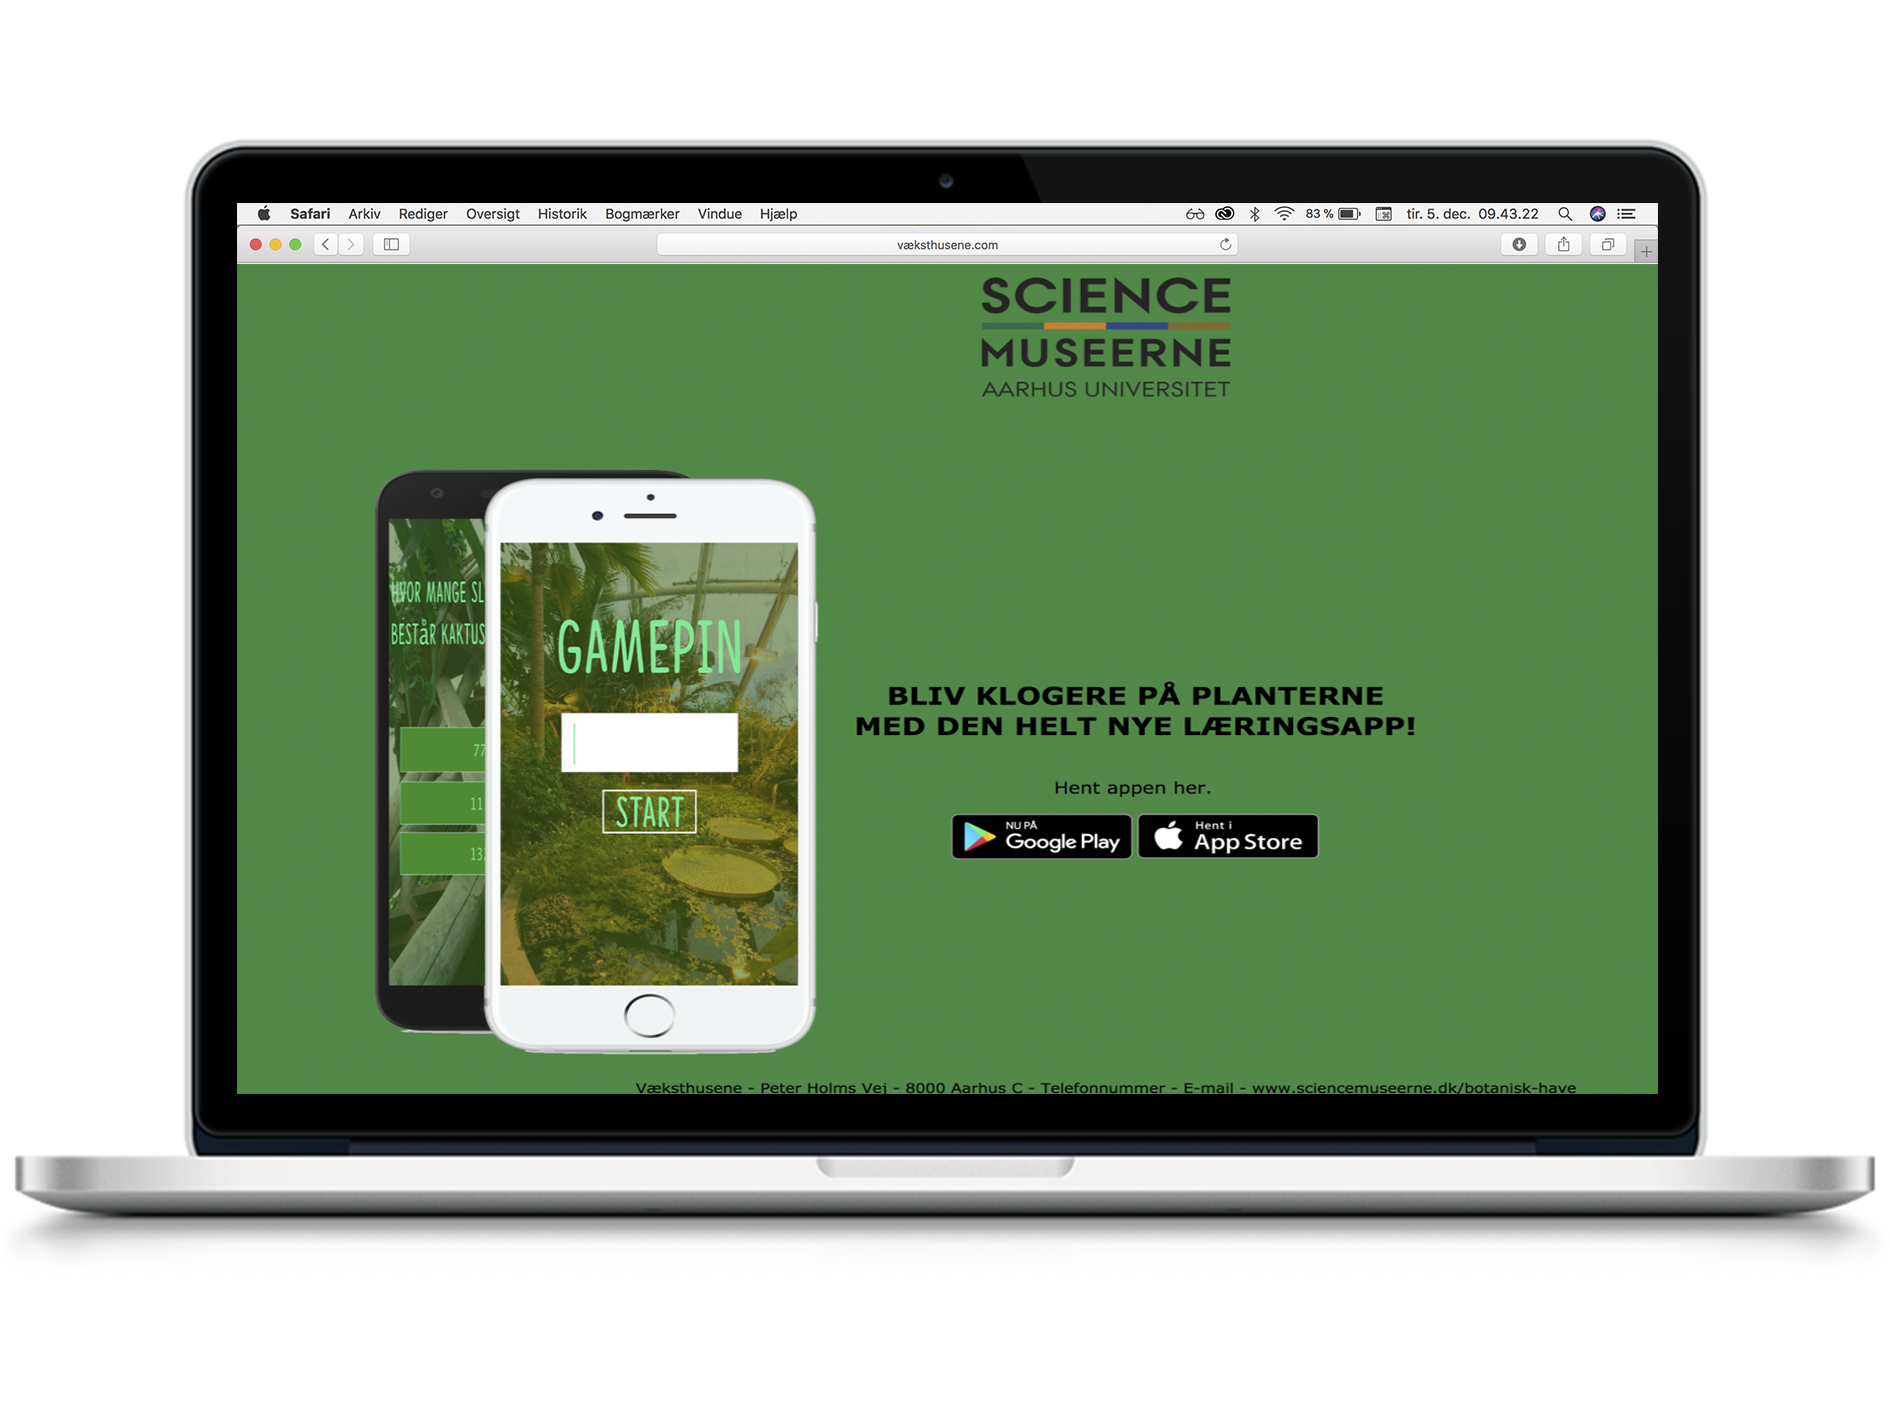 Safari Arkiv Rediger Oversigt Historik Bogmærker Vindue Hjælp 83 % tir. 5. dec. 09.43.22
væksthusene.com
SCIENCE
MUSEERNE
AARHUS UNIVERSITET
HVOR MANGE
BESTåR KAKTUS
77
11
GAMEPIN
START
BLIV KLOGERE PÅ PLANTERNE
MED DEN HELT NYE LÆRINGSAPP!
Hent appen her.
NU PÅ
Google Play
Hent i
App Store
Væksthusene - Peter Holms Vej - 8000 Aarhus C - Telefonnummer - E-mail - www.sciencemuseerne.dk/botanisk-have